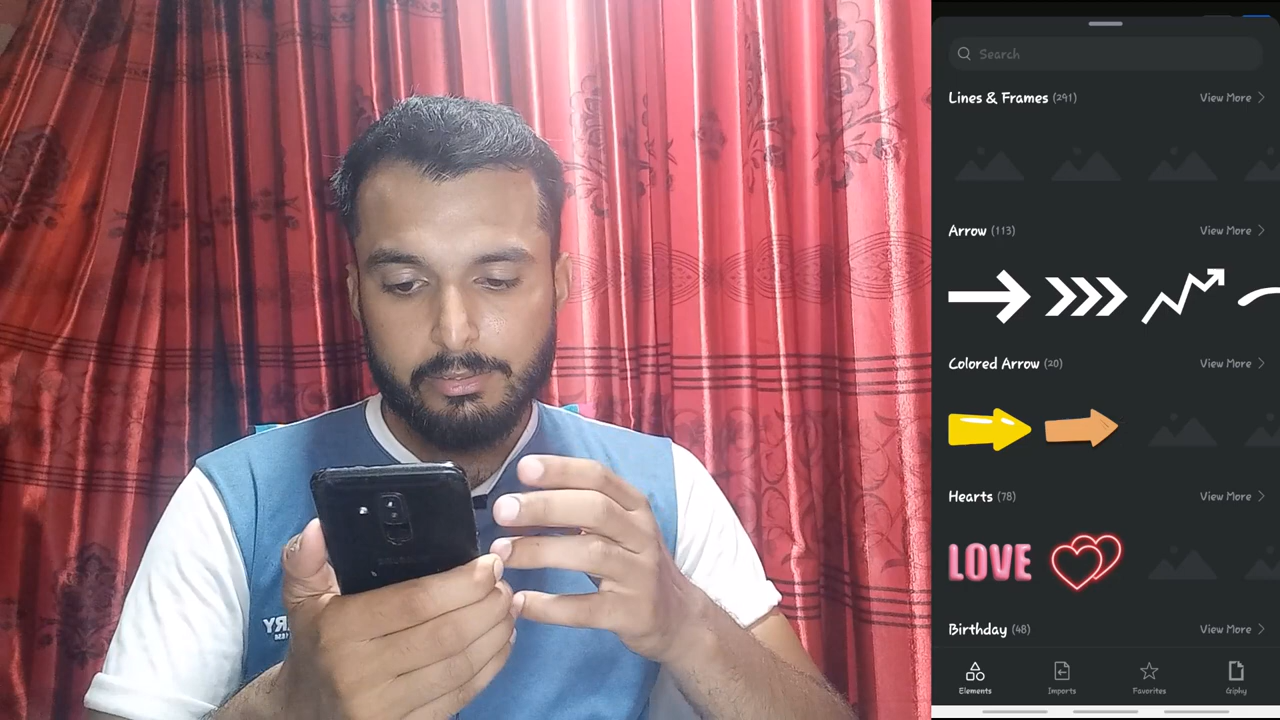 Search
Lines & Frames (291)
View More
Arrow (113)
View More
Colored Arrow (20)
View More
Hearts (78)
View More
LOVE
Birthday (48)
View More
Elements
Imports
Favorites
Giphy